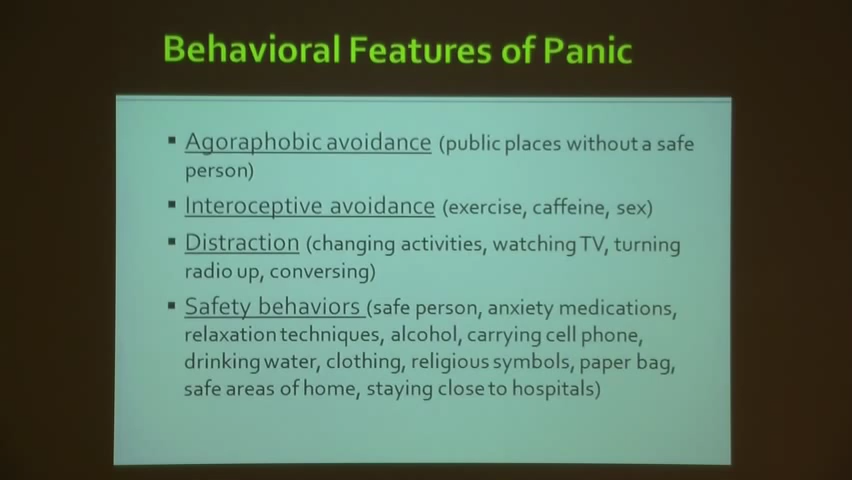 Behavioral Features of Panic
▪ Agoraphobic avoidance (public places without a safe
person)
▪ Interoceptive avoidance (exercise, caffeine, sex)
▪ Distraction (changing activities, watching TV, turning
radio up, conversing)
▪ Safety behaviors (safe person, anxiety medications,
relaxation techniques, alcohol, carrying cell phone,
drinking water, clothing, religious symbols, paper bag,
safe areas of home, staying close to hospitals)